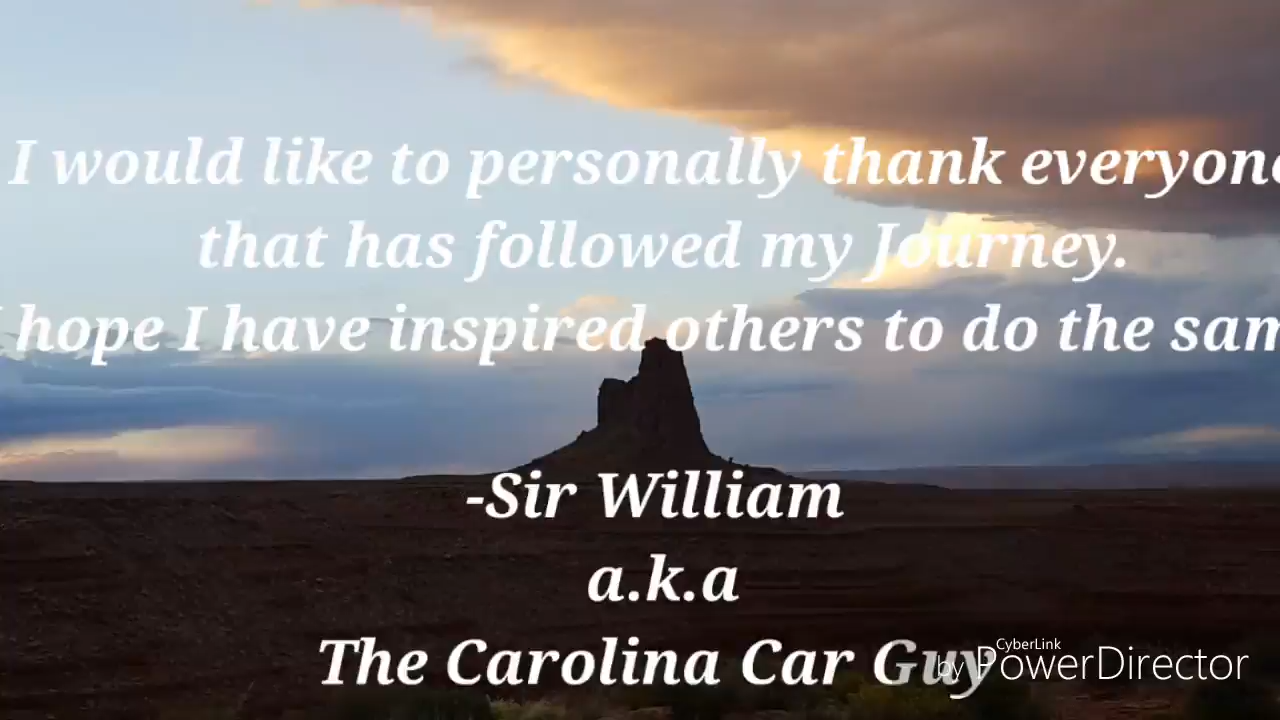 I would like to personally thank everyone
that has followed my Journey.
I hope I have inspired others to do the sam
-Sir William
a.k.a
The Carolina Car Guy
CyberLink
by PowerDirector